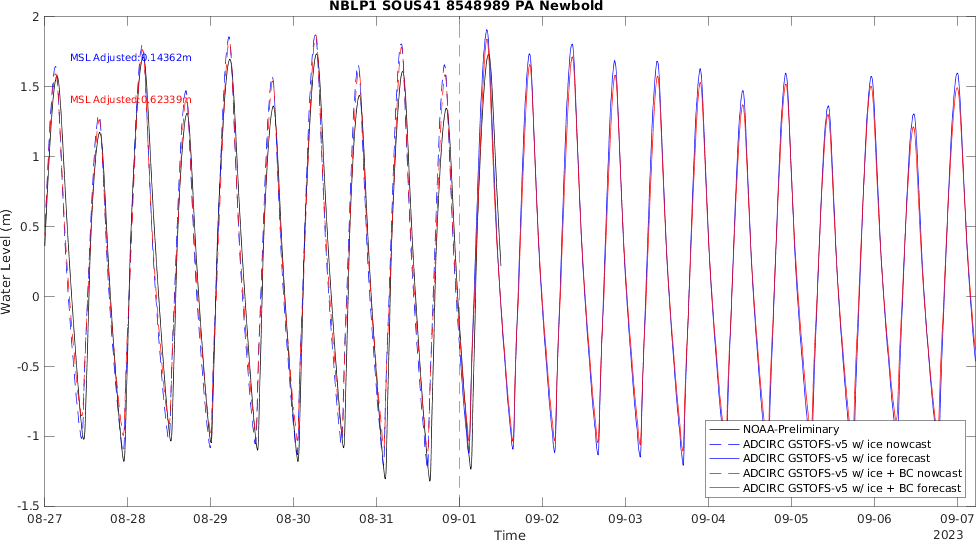 NBLP1 SOUS41 8548989 PA Newbold
MSL Adjusted:0.14362m
MSL Adjusted:0.62339m
2
1.5
1
0.5
0
-0.5
-1
-1.5
Water Level (m)
NOAA-Preliminary
ADCIRC GSTOFS-v5 w/ ice nowcast
ADCIRC GSTOFS-v5 w/ ice forecast
ADCIRC GSTOFS-v5 w/ ice + BC nowcast
ADCIRC GSTOFS-v5 w/ ice + BC forecast
08-27 08-28 08-29 08-30 08-31 09-01 09-02 09-03 09-04 09-05 09-06 09-07
Time
2023